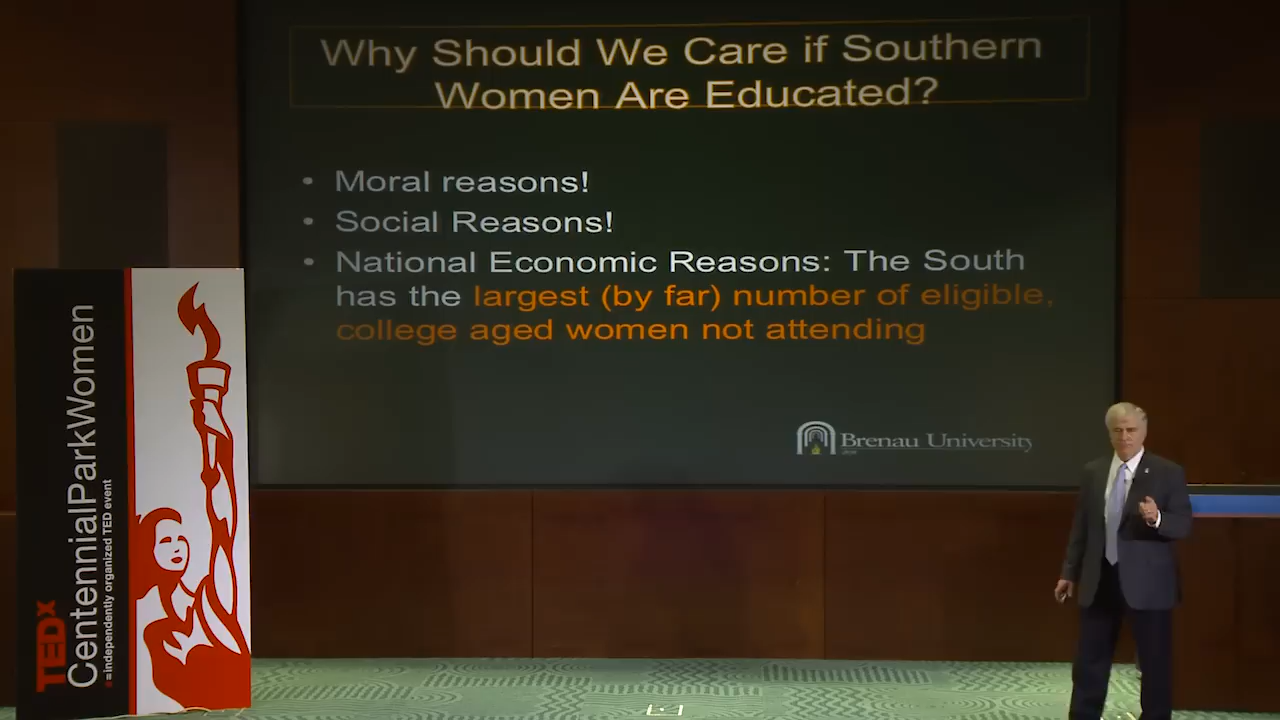 Why Should We Care if Southern
Women Are Educated?
• Moral reasons!
• Social Reasons!
• National Economic Reasons: The South
has the largest (by far) number of eligible,
college aged women not attending
Brenau University
TEDx
CentennialParkWomen
=independently organized TED event